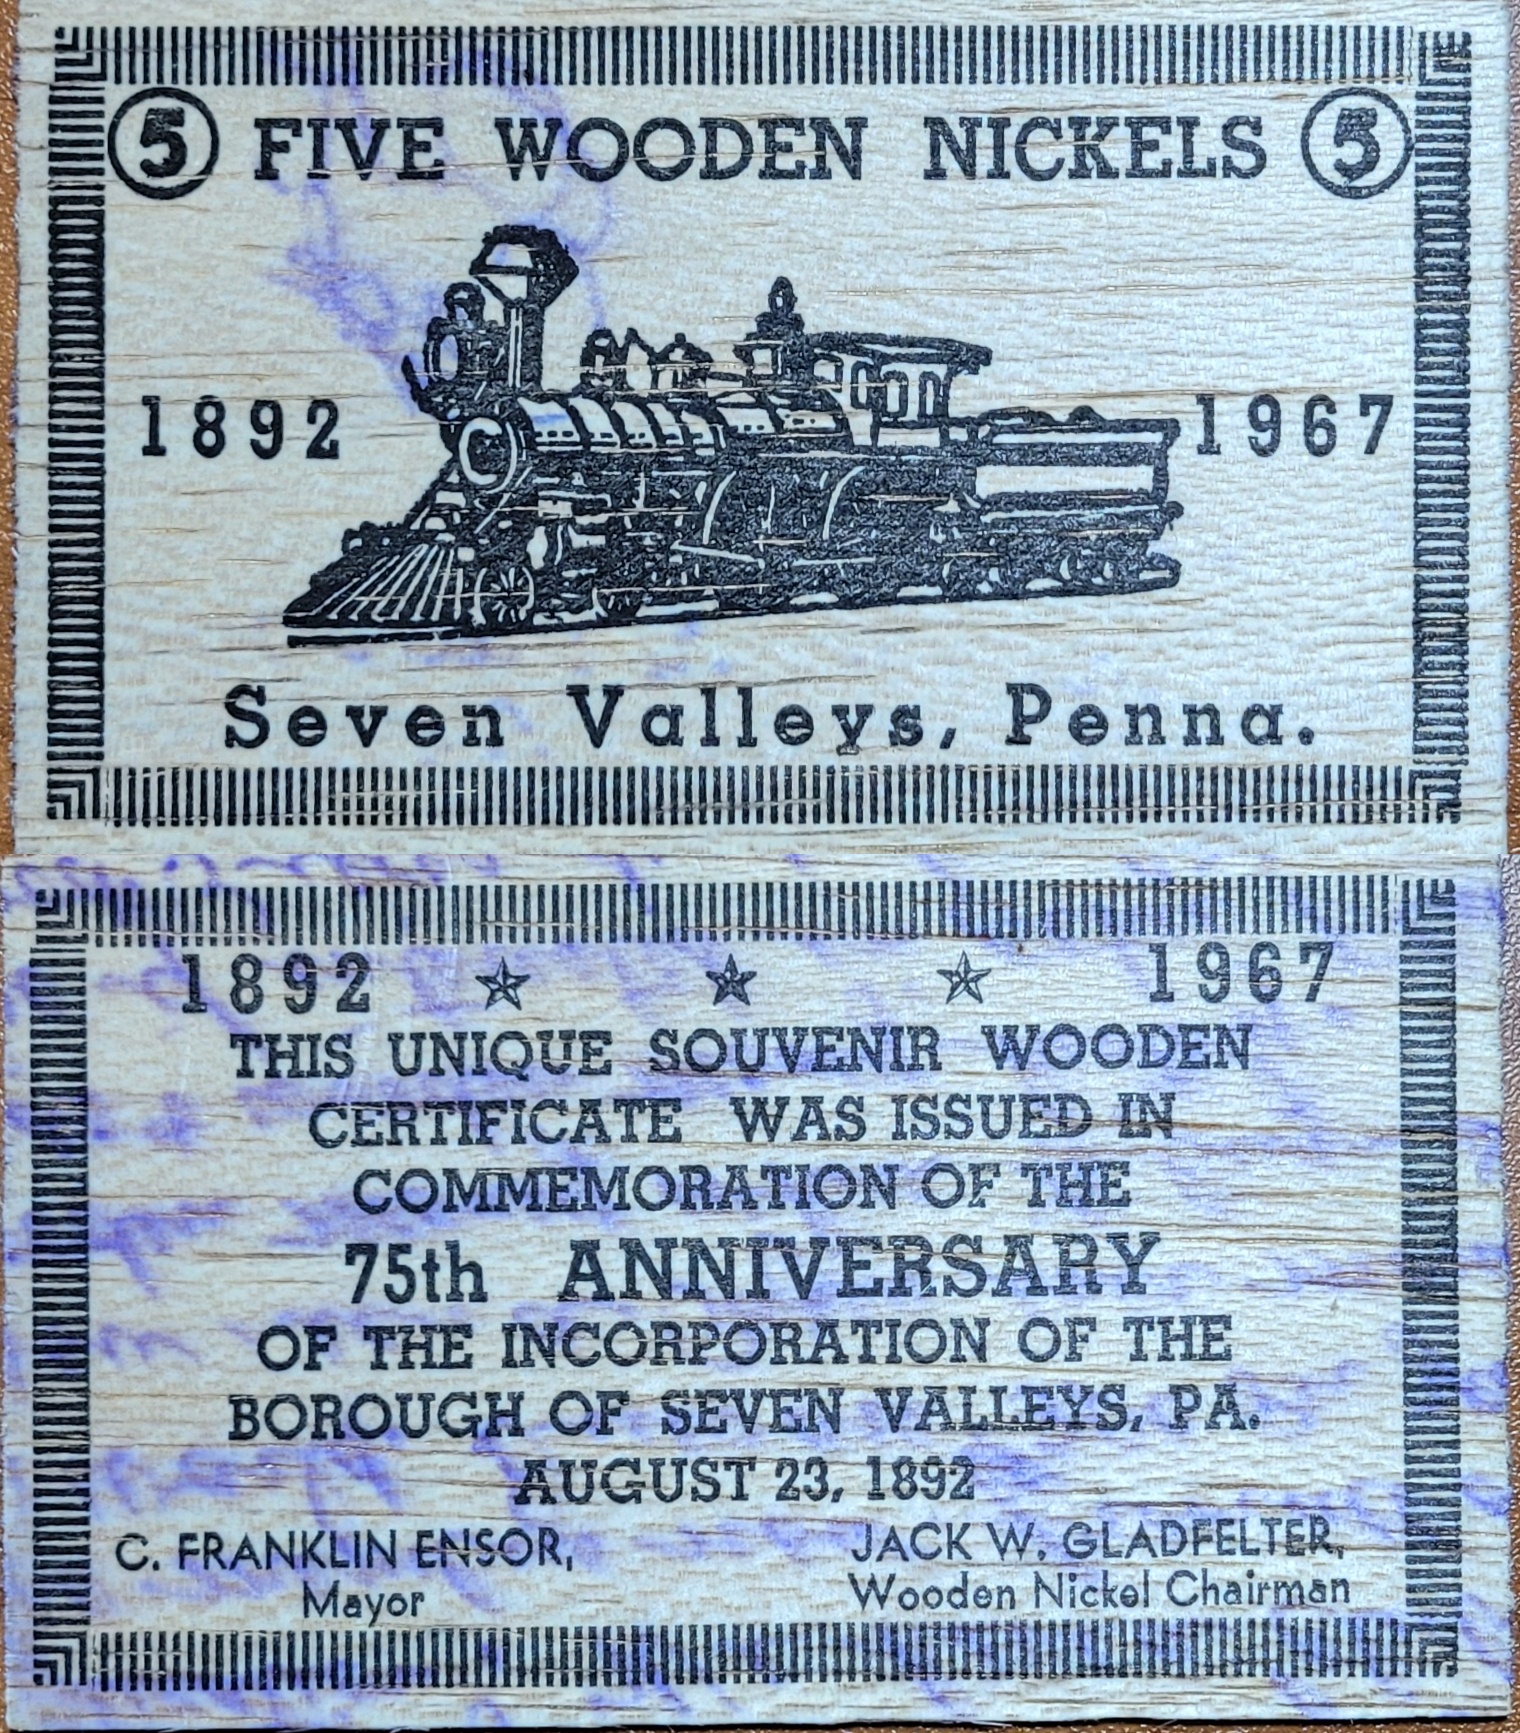 5 FIVE WOODEN NICKELS 5
1892 1967
Seven Valleys, Penna.
1892 1967
THIS UNIQUE SOUVENIR WOODEN
CERTIFICATE WAS ISSUED IN
COMMEMORATION OF THE
75th ANNIVERSARY
OF THE INCORPORATION OF THE
BOROUGH OF SEVEN VALLEYS, PA.
AUGUST 23, 1892
C. FRANKLIN ENSOR, JACK W. GLADFELTER,
Mayor Wooden Nickel Chairman